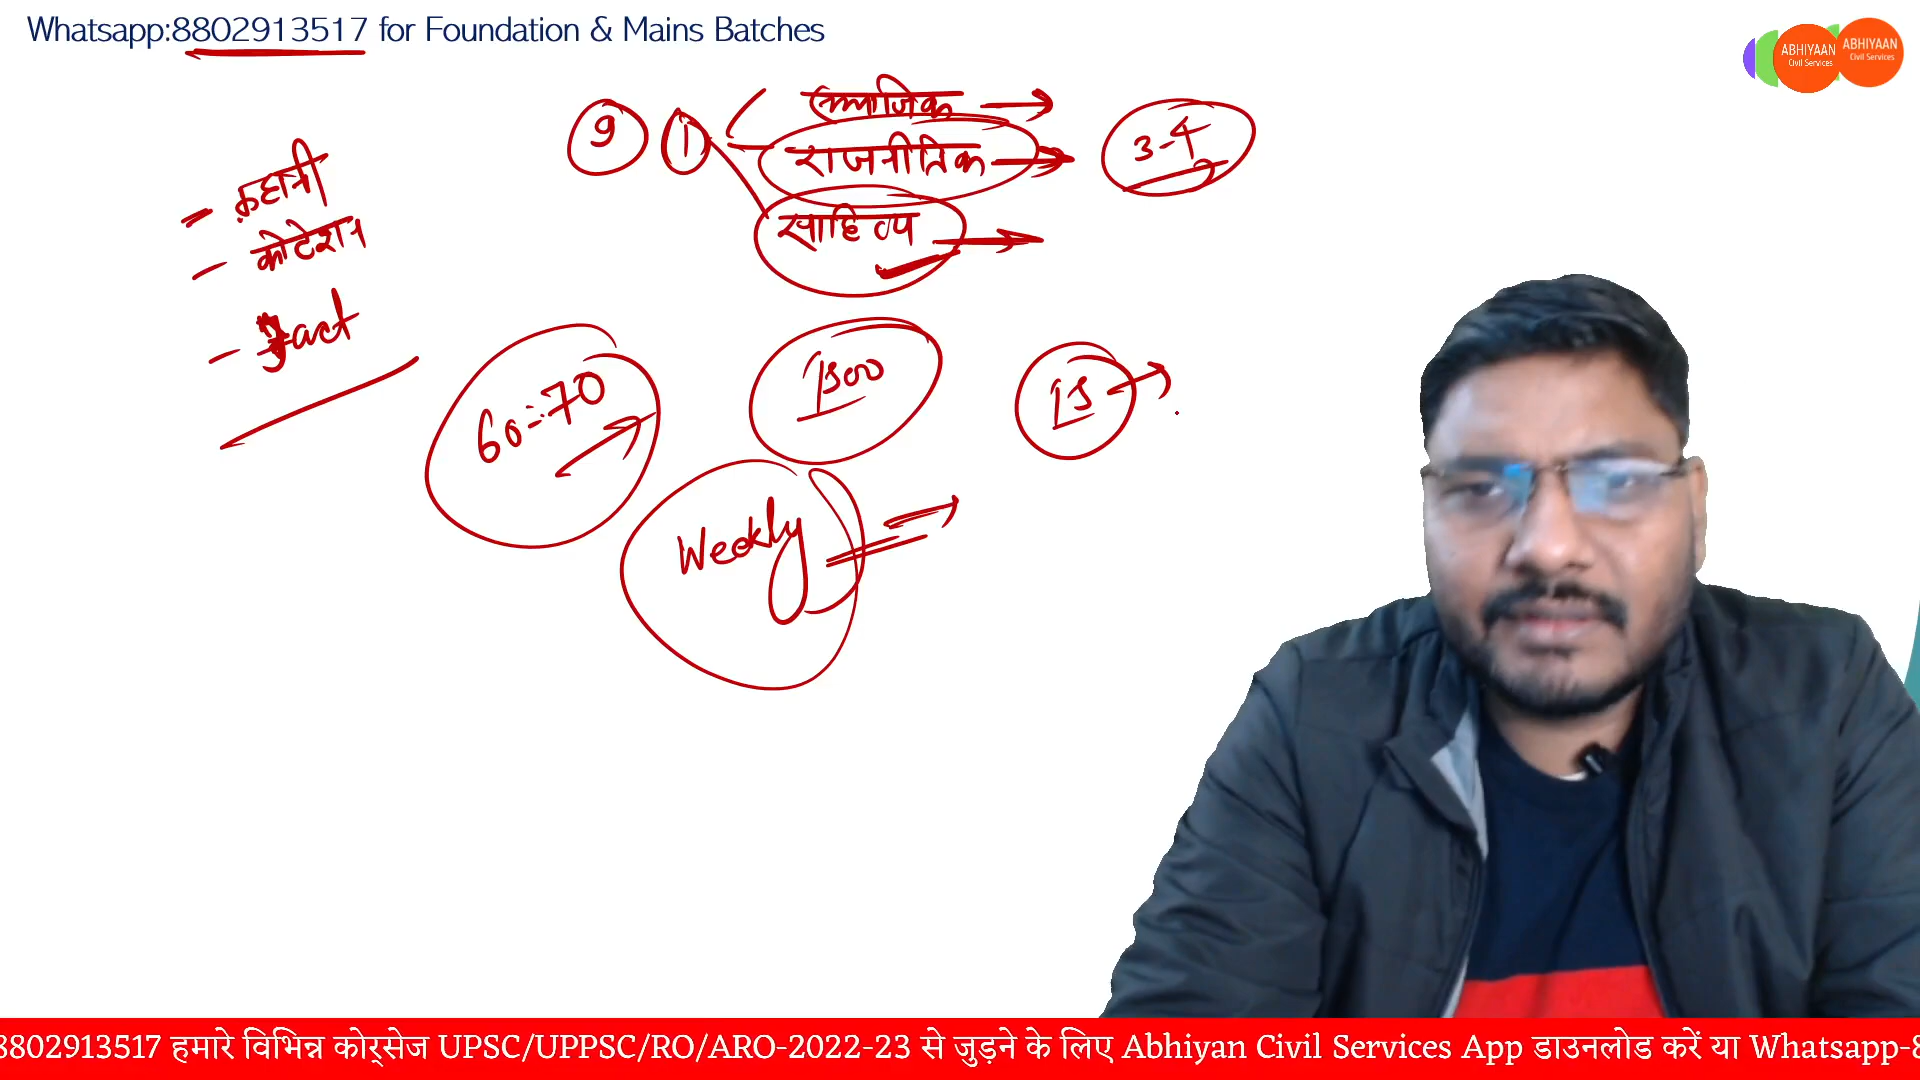 Whatsapp:8802913517 for Foundation & Mains Batches
ABHIYAAN
Civil Services
ABHIYAAN
Civil Services
9 1
सामाजिक
राजनीतिक
साहित्य
3-4
- कहानी
- कोटेशन
- Fact
60-70
1500
15
Weekly
8802913517 हमारे विभिन्न कोर्सेज UPSC/UPPSC/RO/ARO-2022-23 से जुड़ने के लिए Abhiyan Civil Services App डाउनलोड करें या Whatsapp-8